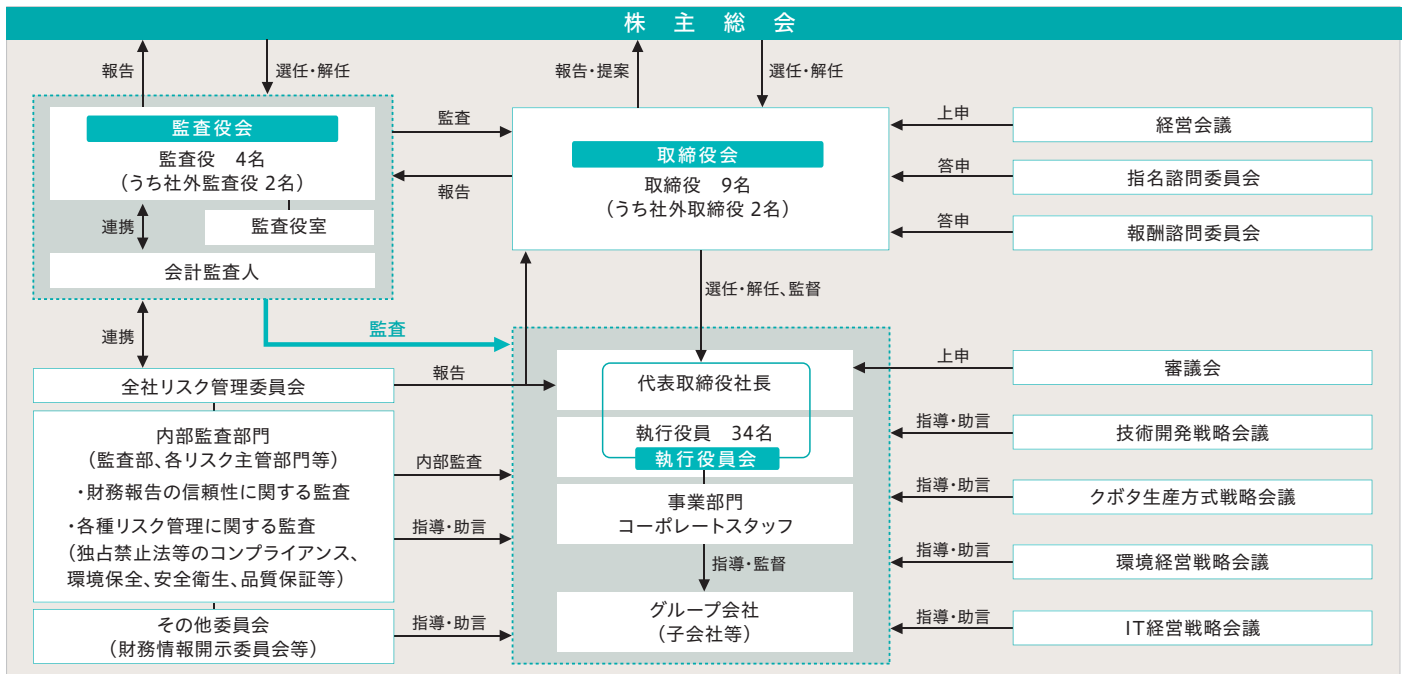 株主総会
報告
選任・解任
報告・提案
選任・解任
監査役会
監査役　4名
（うち社外監査役 2名）
連携
監査役室
会計監査人
監査
報告
取締役会
取締役　9名
（うち社外取締役 2名）
上申
経営会議
答申
指名諮問委員会
答申
報酬諮問委員会
選任・解任、監督
連携
監査
全社リスク管理委員会
報告
内部監査部門
（監査部、各リスク主管部門等）
・財務報告の信頼性に関する監査
・各種リスク管理に関する監査
（独占禁止法等のコンプライアンス、
環境保全、安全衛生、品質保証等）
内部監査
指導・助言
その他委員会
（財務情報開示委員会等）
指導・助言
代表取締役社長
執行役員　34名
執行役員会
事業部門
コーポレートスタッフ
指導・監督
グループ会社
（子会社等）
上申
審議会
指導・助言
技術開発戦略会議
指導・助言
クボタ生産方式戦略会議
指導・助言
環境経営戦略会議
指導・助言
IT経営戦略会議